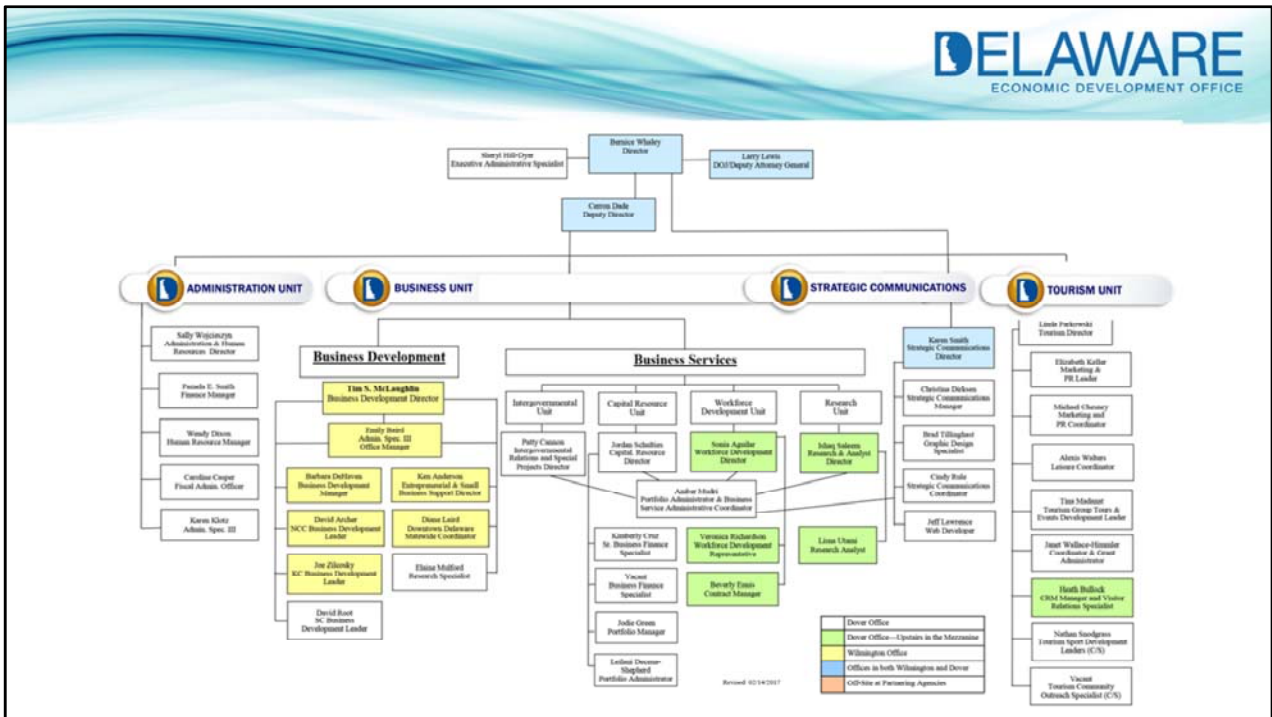 DELAWARE
ECONOMIC DEVELOPMENT OFFICE
Bernice Whaley
Director
Sheryl Hill-Dyer
Executive Administrative Specialist
Larry Lewis
DOJ/Deputy Attorney General
Deputy Director
ADMINISTRATION UNIT
BUSINESS UNIT
STRATEGIC COMMUNICATIONS
TOURISM UNIT
Sally Wojcieszyn
Administration & Human
Resources Director
Pamela E. Smith
Finance Manager
Wendy Dixon
Human Resource Manager
Caroline Cooper
Fiscal Admin. Officer
Karen Klotz
Admin. Spec. III
Business Development
Tim S. McLaughlin
Business Development Director
Emily Baird
Admin. Spec. III
Office Manager
Barbara DeHaven
Business Development
Manager
David Archer
NCC Business Development
Leader
Joe Zilcosky
KC Business Development
Leader
David Root
SC Business
Development Leader
Ken Anderson
Entrepreneurial & Small
Business Support Director
Diane Laird
Downtown Delaware
Statewide Coordinator
Elaine Mulford
Research Specialist
Business Services
Intergovernmental
Unit
Patty Cannon
Intergovernmental
Relations and Special
Projects Director
Capital Resource
Unit
Jordan Schulties
Capital. Resource
Director
Workforce
Development Unit
Sonia Aguilar
Workforce Development
Director
Research
Unit
Ishaq Saleem
Research & Analyst
Director
Portfolio Administrator & Business
Service Administrative Coordinator
Kimberly Cruz
Sr. Business Finance
Specialist
Vacant
Business Finance
Specialist
Jodie Green
Portfolio Manager
Shepherd
Portfolio Administrator
Veronica Richardson
Workforce Development
Representative
Beverly Ennis
Contract Manager
Research Analyst
Karen Smith
Strategic Communications
Director
Christina Dirksen
Strategic Communications
Manager
Brad Tillinghast
Graphic Design
Specialist
Cindy Rule
Strategic Communications
Coordinator
Jeff Lawrence
Web Developer
Linda Parkowski
Tourism Director
Elizabeth Keller
Marketing &
PR Leader
Michael Chesney
Marketing and
PR Coordinator
Alexis Walters
Leisure Coordinator
Tina Madanat
Tourism Group Tours &
Events Development Leader
Janet Wallace-Himmler
Coordinator & Grant
Administrator
Heath Bullock
CRM Manager and Visitor
Relations Specialist
Nathan Snodgrass
Tourism Sport Development
Leaders (C/S)
Vacant
Tourism Community
Outreach Specialist (C/S)
Dover Office
Dover Office—Upstairs in the Mezzanine
Wilmington Office
Offices in both Wilmington and Dover
Off-Site at Partnering Agencies
Revised 02/14/2017